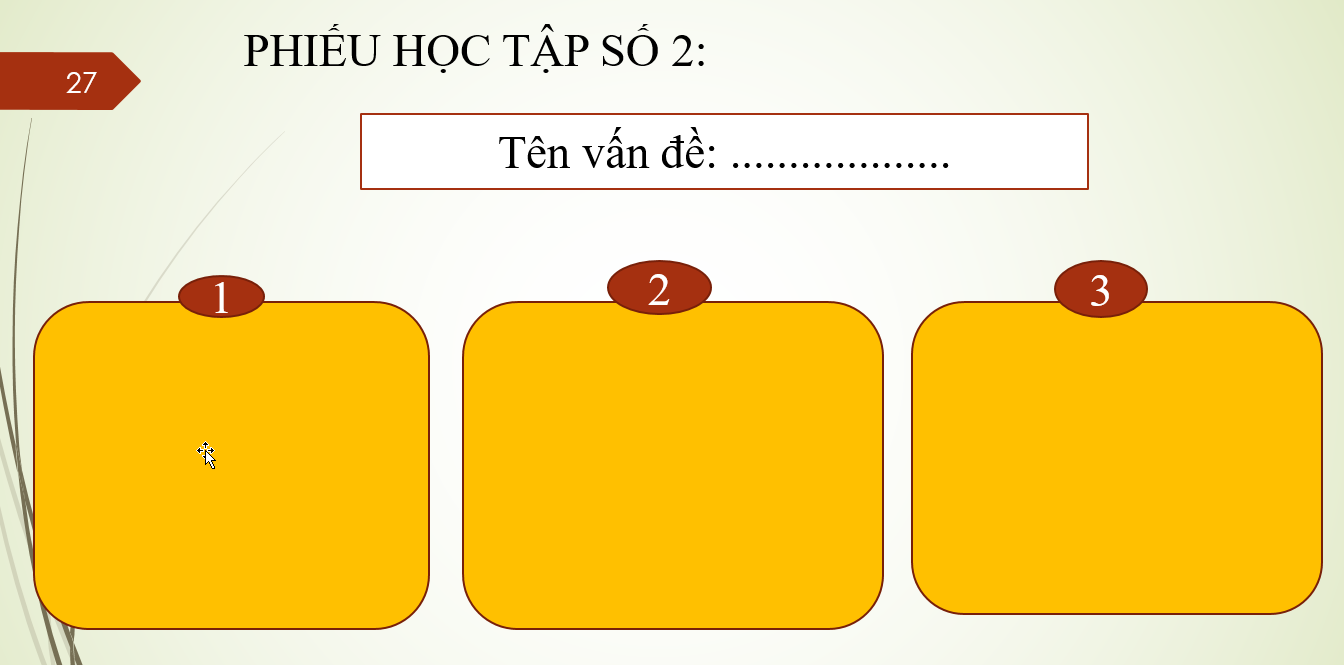 PHIẾU HỌC TẬP SỐ 2:
27
Tên vấn đề: ...................
1
2
3